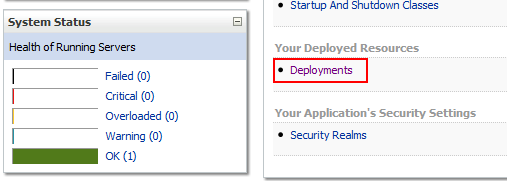 System Status
Health of Running Servers
Failed (0)
Critical (0)
Overloaded (0)
Warning (0)
OK (1)
Startup And Shutdown Classes
Your Deployed Resources
Deployments
Your Application's Security Settings
Security Realms